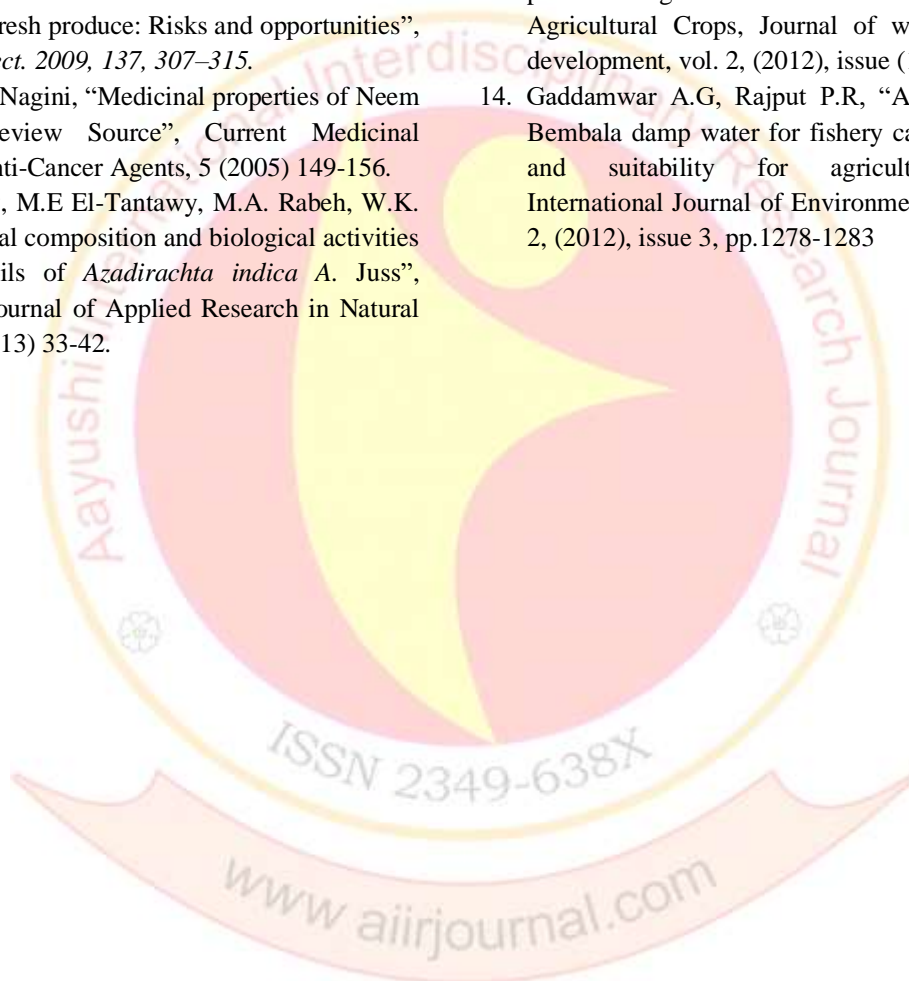 resh produce: Risks and opportunities”,
ct. 2009, 137, 307–315.
Nagini, “Medicinal properties of Neem
eview Source”, Current Medicinal
nti-Cancer Agents, 5 (2005) 149-156.
, M.E El-Tantawy, M.A. Rabeh, W.K.
al composition and biological activities
ils of Azadirachta indica A. Juss”,
ournal of Applied Research in Natural
13) 33-42.
Agricultural Crops, Journal of w
development, vol. 2, (2012), issue (
14. Gaddamwar A.G, Rajput P.R, “A
Bembala damp water for fishery ca
and suitability for agricult
International Journal of Environme
2, (2012), issue 3, pp.1278-1283
Aayushi International Interdisciplinary Research Journal
ISSN 2349-638X
www aiirjournal.com